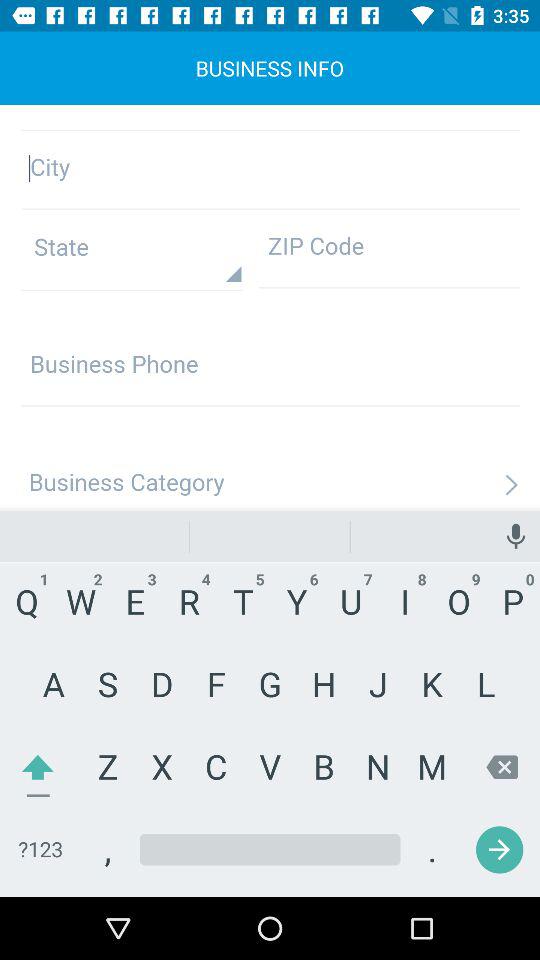 3:35
BUSINESS INFO
City
State ZIP Code
Business Phone
Business Category
1 2 3 4 5 6 7 8 9 0
Q W E R T Y U I O P
A S D F G H J K L
Z X C V B N M
?123 , .